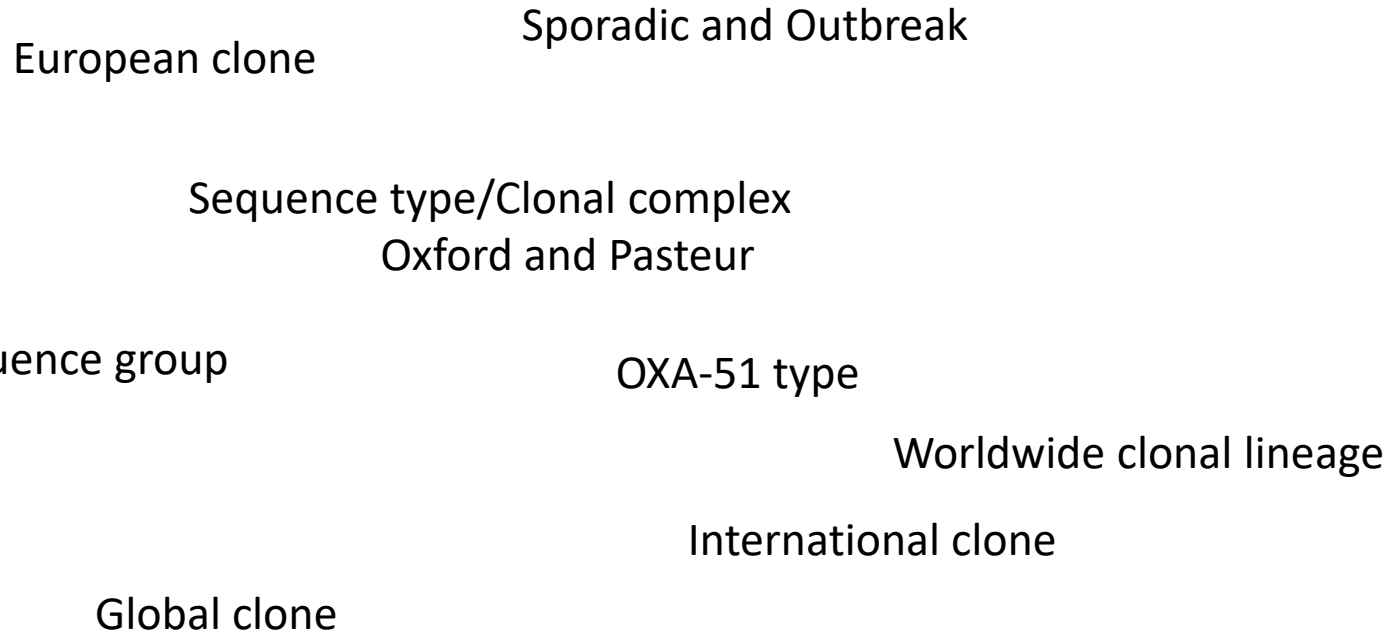 Sporadic and Outbreak
European clone
Sequence type/Clonal complex
Oxford and Pasteur
group
OXA-51 type
Worldwide clonal lineage
International clone
Global clone